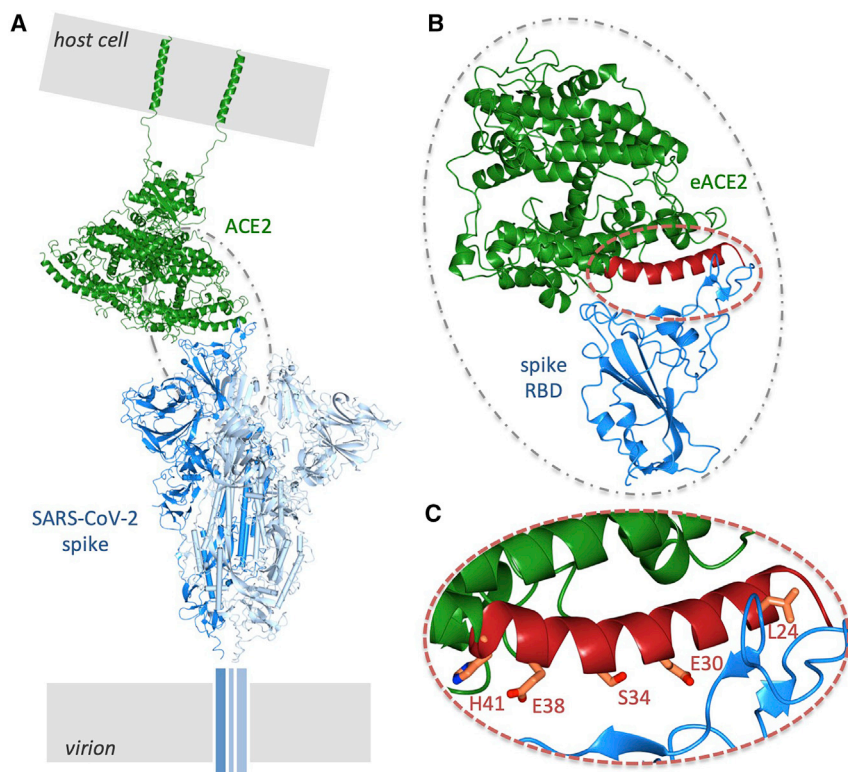 A
host cell
ACE2
SARS-CoV-2
spike
virion
B
eACE2
spike
RBD
C
L24
E30
S34
E38
H41